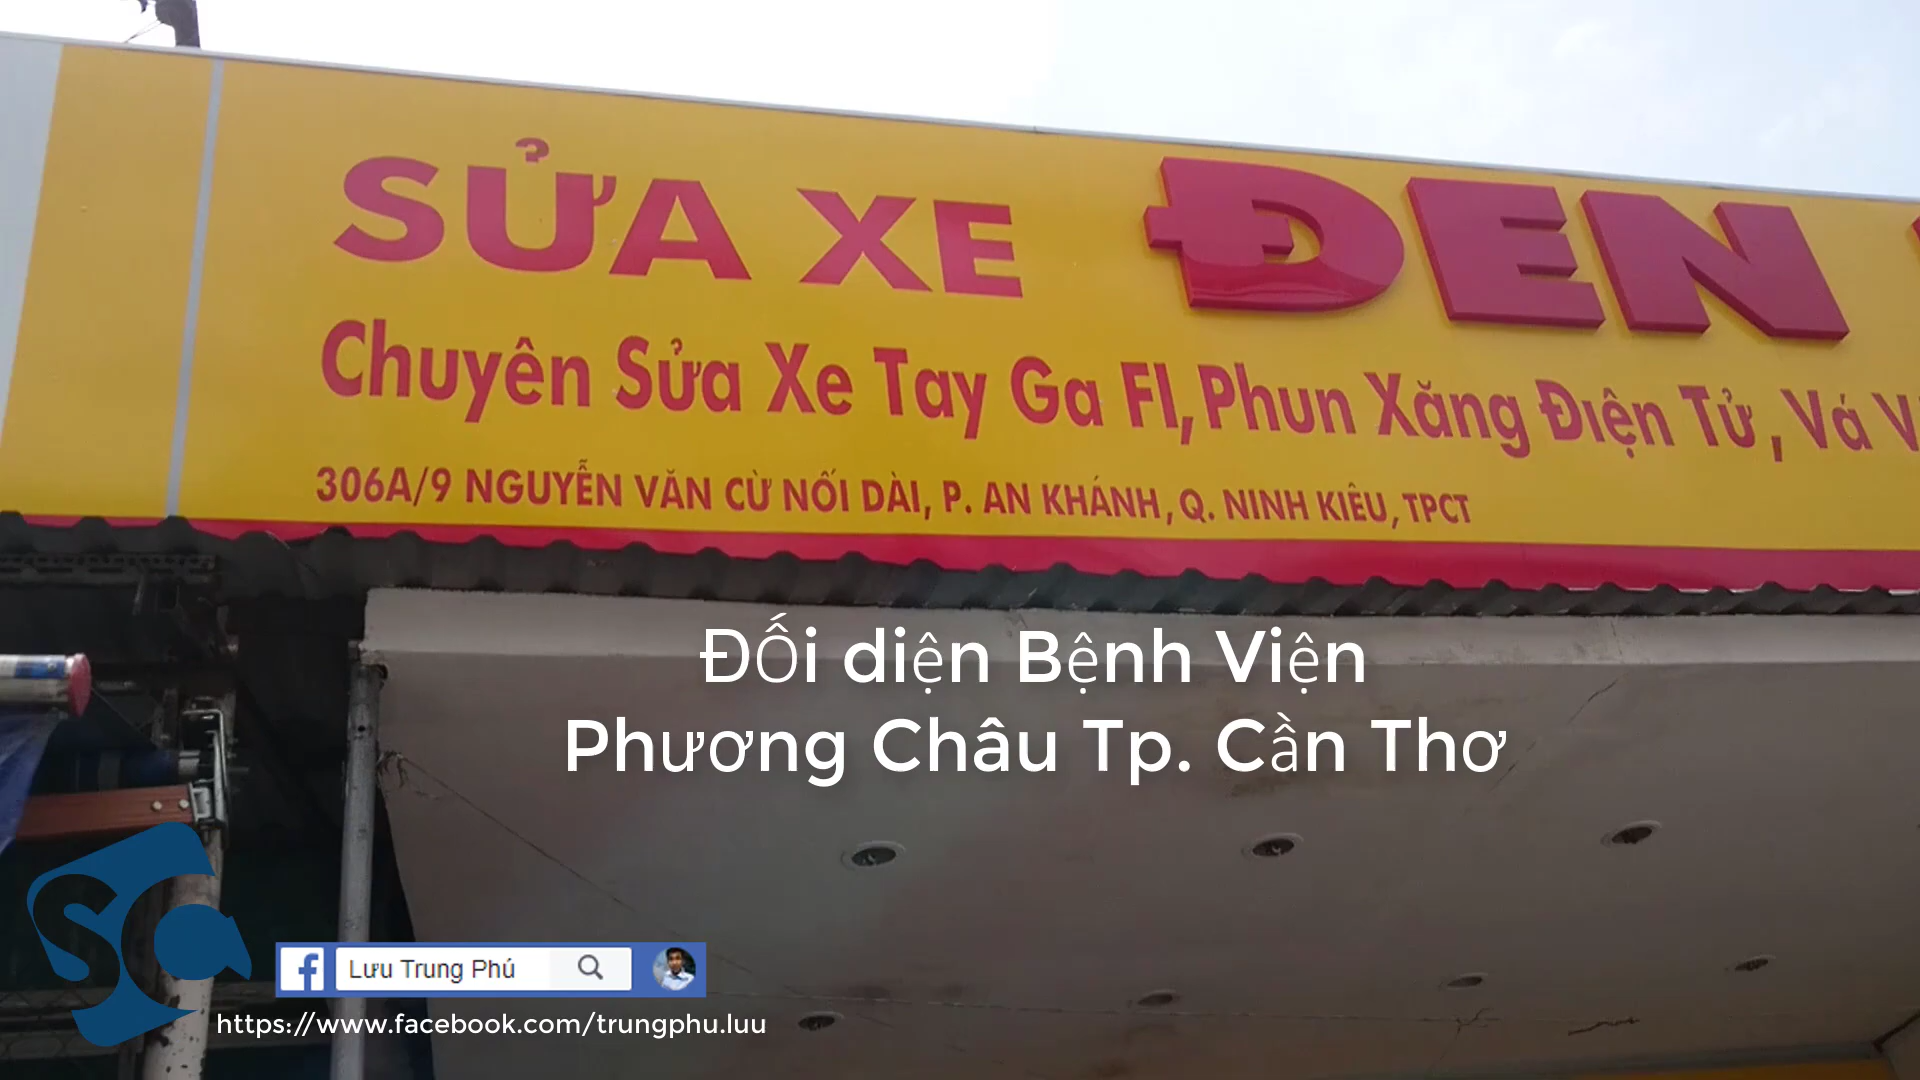 SỬA XE ĐEN
Chuyên Sửa Xe Tay Ga FI, Phun Xăng Điện Tử, Vá
306A/9 NGUYỄN VĂN CỪ NỐI DÀI, P. AN KHÁNH, Q. NINH KIỀU, TPCT
ĐỐi diện Bệnh Viện
Phương Châu Tp. Cần Thơ
SC
Lưu Trung Phú
https://www.facebook.com/trungphu.luu